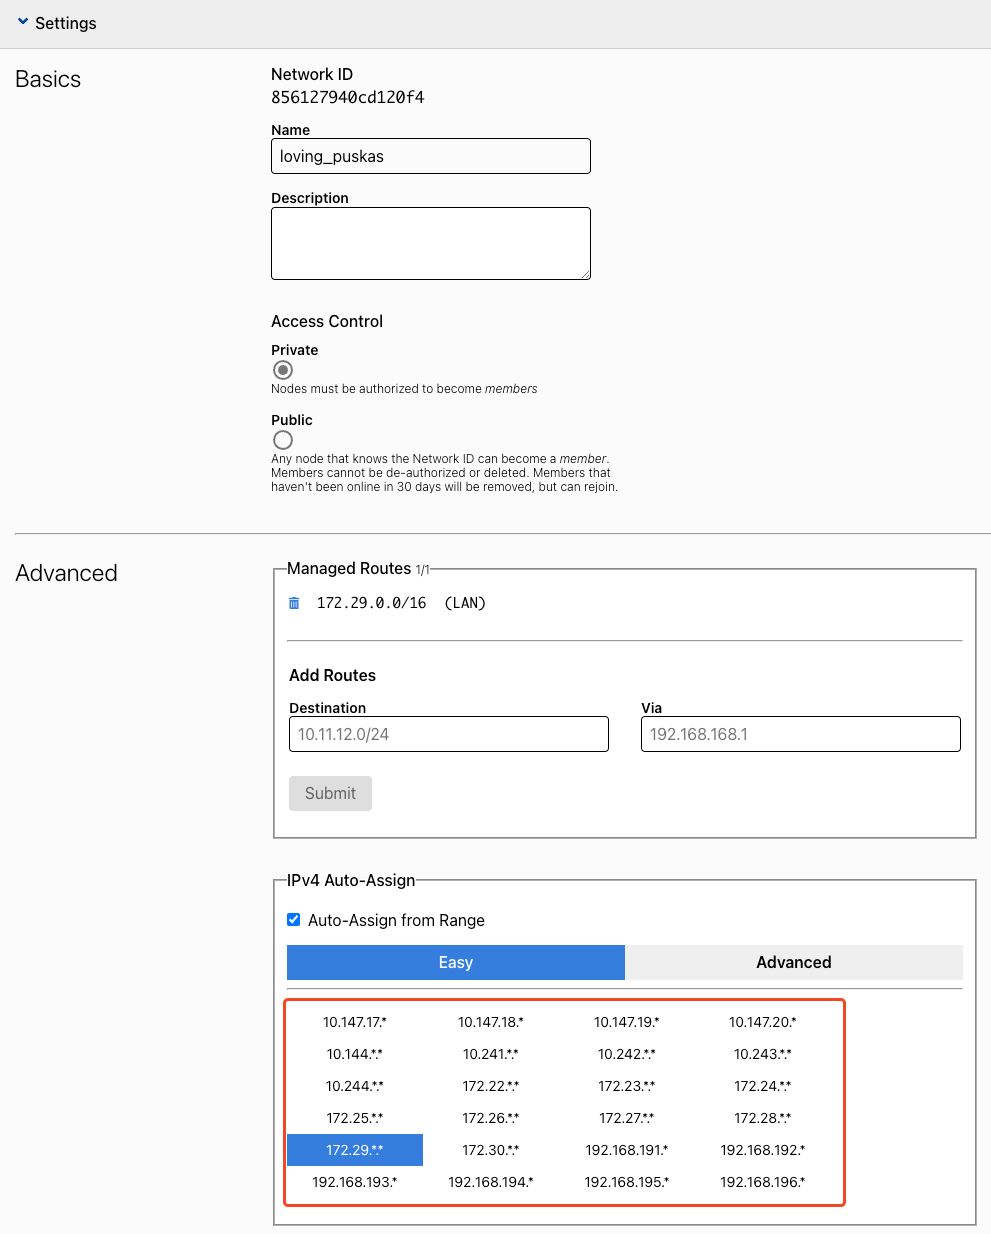 Settings
Basics
Network ID
856127940cd120f4
Name
loving_puskas
Description
Access Control
Private
Nodes must be authorized to become members
Public
Any node that knows the Network ID can become a member.
Members cannot be de-authorized or deleted. Members that
haven't been online in 30 days will be removed, but can rejoin.
Advanced
Managed Routes 1/1
172.29.0.0/16 (LAN)
Add Routes
Destination Via
10.11.12.0/24 192.168.168.1
Submit
IPv4 Auto-Assign
Auto-Assign from Range
Easy Advanced
10.147.17.* 10.147.18.* 10.147.19.* 10.147.20.*
10.144.*.* 10.241.*.* 10.242.*.* 10.243.*.*
10.244.*.* 172.22.*.* 172.23.*.* 172.24.*.*
172.25.*.* 172.26.*.* 172.27.*.* 172.28.*.*
172.29.*.* 172.30.*.* 192.168.191.* 192.168.192.*
192.168.193.* 192.168.194.* 192.168.195.* 192.168.196.*